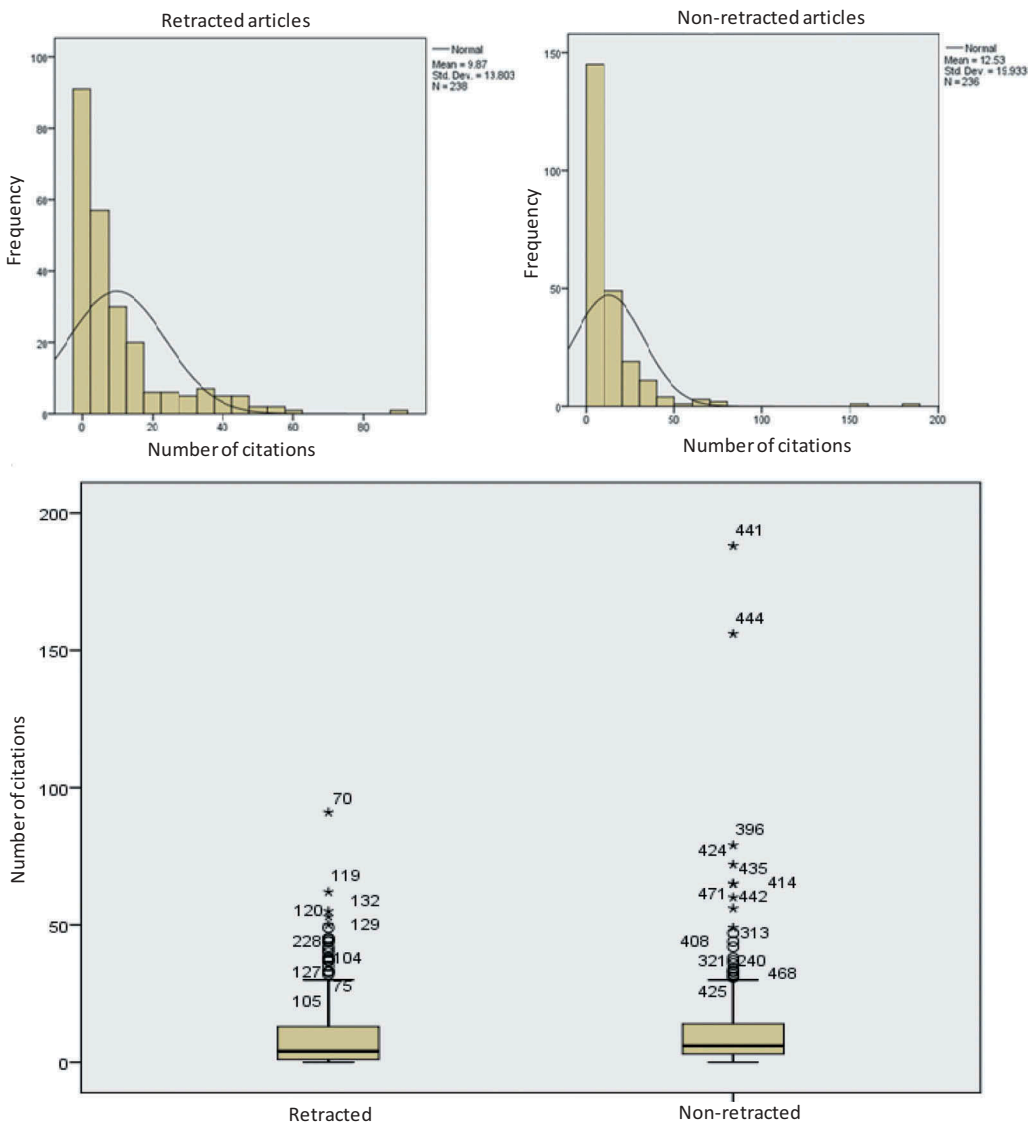 Retracted articles
Normal
Mean = 9.87
Std. Dev. = 13.803
N = 238
100
80
60
40
20
0
Frequency
0 20 40 60 80
Number of citations
Non-retracted articles
Normal
Mean = 12.53
Std. Dev. = 19.933
N = 236
150
100
50
0
Frequency
0 50 100 150 200
Number of citations
200
150
100
50
0
Number of citations
441
444
70
396
424
435
119
414
471 442
132
120
129
313
408
228
104
321 240
127
468
75
425
105
Retracted
Non-retracted